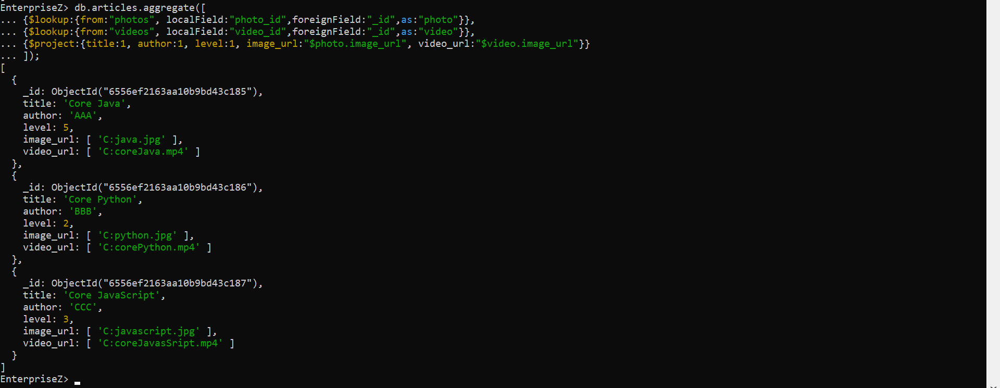 EnterpriseZ> db.articles.aggregate([
... {$lookup:{from:"photos", localField:"photo_id",foreignField:"_id",as:"photo"}},
... {$lookup:{from:"videos", localField:"video_id",foreignField:"_id",as:"video"}},
... {$project:{title:1, author:1, level:1, image_url:"$photo.image_url", video_url:"$video.image_url"}}
... ]);
[
  {
    _id: ObjectId("6556ef2163aa10b9bd43c185"),
    title: 'Core Java',
    author: 'AAA',
    level: 5,
    image_url: [ 'C:java.jpg' ],
    video_url: [ 'C:coreJava.mp4' ]
  },
  {
    _id: ObjectId("6556ef2163aa10b9bd43c186"),
    title: 'Core Python',
    author: 'BBB',
    level: 2,
    image_url: [ 'C:python.jpg' ],
    video_url: [ 'C:corePython.mp4' ]
  },
  {
    _id: ObjectId("6556ef2163aa10b9bd43c187"),
    title: 'Core JavaScript',
    author: 'CCC',
    level: 3,
    image_url: [ 'C:javascript.jpg' ],
    video_url: [ 'C:coreJavasSript.mp4' ]
  }
]
EnterpriseZ>